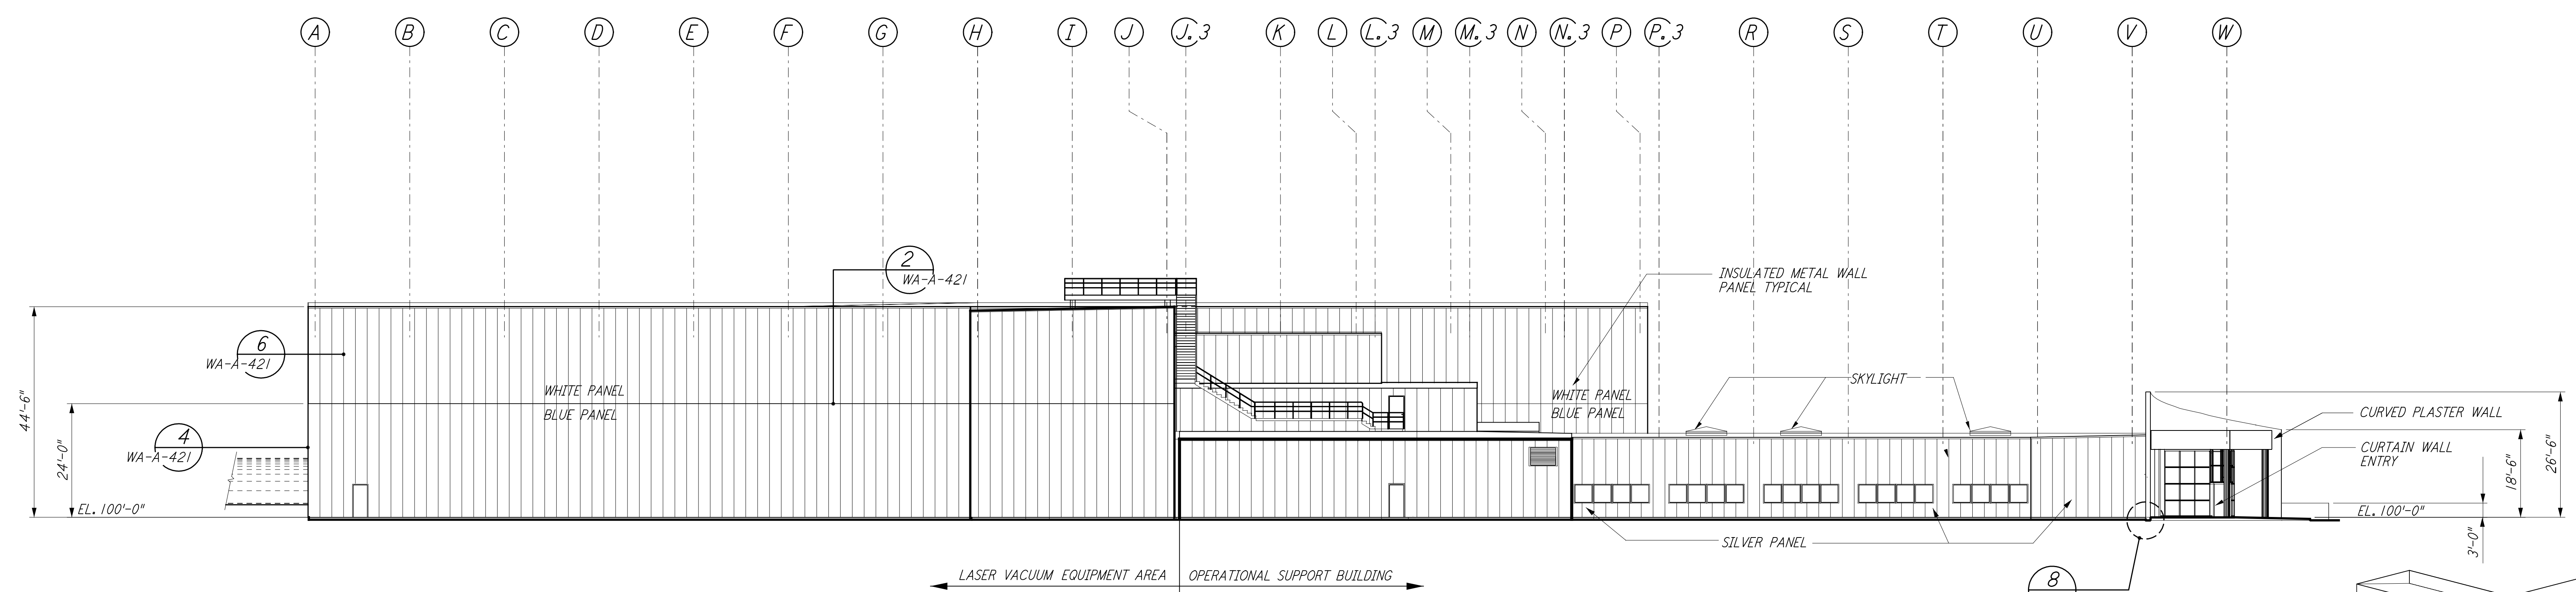 A B C D E F G H I J J.3 K L L.3 M M.3 N N.3 P P.3 R S T U V W
2
WA-A-421
INSULATED METAL WALL
PANEL TYPICAL
6
WA-A-421
44'-6"
24'-0"
WHITE PANEL
BLUE PANEL
WHITE PANEL
BLUE PANEL
SKYLIGHT
CURVED PLASTER WALL
CURTAIN WALL
ENTRY
4
WA-A-421
EL. 100'-0"
18'-6"
26'-6"
EL. 100'-0"
3'-0"
SILVER PANEL
LASER VACUUM EQUIPMENT AREA
OPERATIONAL SUPPORT BUILDING
8